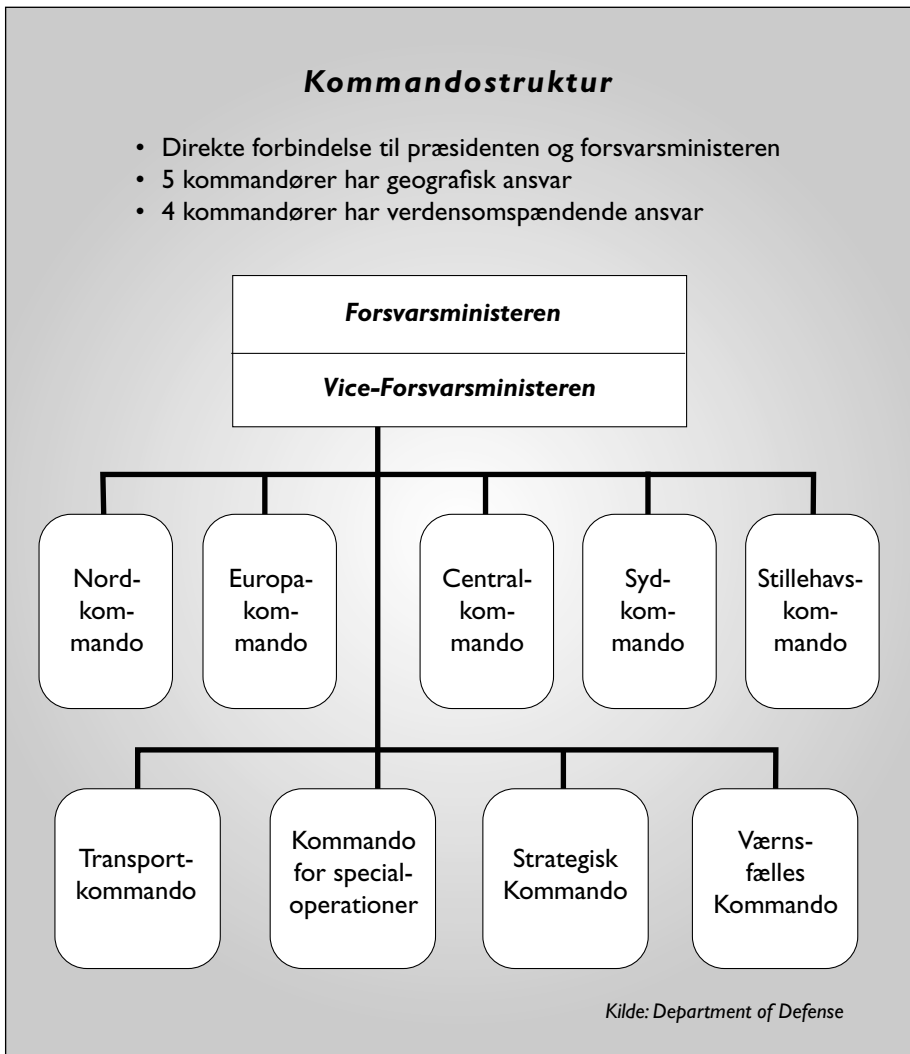 Kommandostruktur
• Direkte forbindelse til præsidenten og forsvarsministeren
• 5 kommandører har geografisk ansvar
• 4 kommandører har verdensomspændende ansvar
Forsvarsministeren
Vice-Forsvarsministeren
Nord-
kom-
mando
Europa-
kom-
mando
Central-
kom-
mando
Syd-
kom-
mando
Stillehavs-
kom-
mando
Transport-
kommando
Kommando
for special-
operationer
Strategisk
Kommando
Værns-
fælles
Kommando
Kilde: Department of Defense